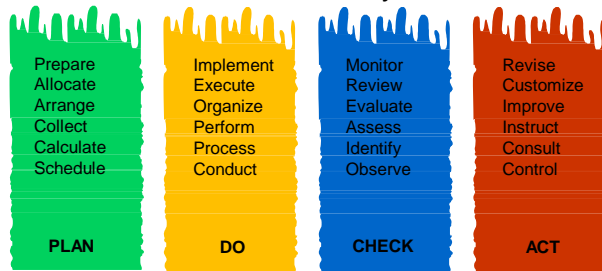 Prepare
Allocate
Arrange
Collect
Calculate
Schedule
PLAN
Implement
Execute
Organize
Perform
Process
Conduct
DO
Monitor
Review
Evaluate
Assess
Identify
Observe
CHECK
Revise
Customize
Improve
Instruct
Consult
Control
ACT